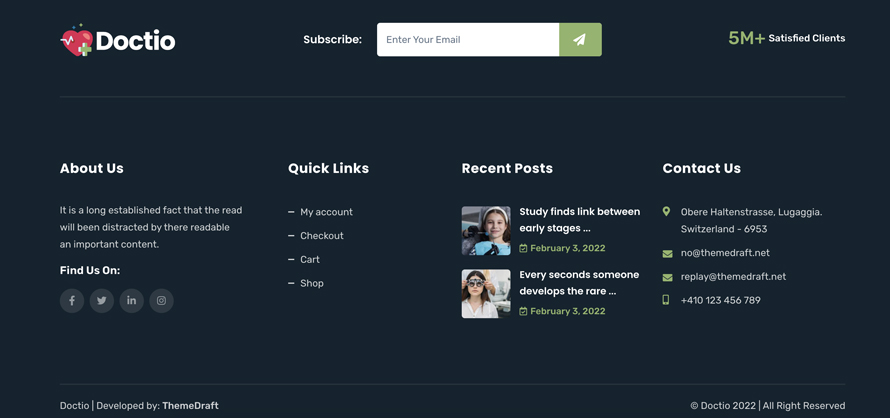 Doctio
Subscribe:
Enter Your Email
5M+ Satisfied Clients
About Us
It is a long established fact that the read
will been distracted by there readable
an important content.
Find Us On:
Quick Links
My account
Checkout
Cart
Shop
Recent Posts
Study finds link between
early stages ...
February 3, 2022
Every seconds someone
develops the rare ...
February 3, 2022
Contact Us
Obere Haltenstrasse, Lugaggia.
Switzerland - 6953
no@themedraft.net
replay@themedraft.net
+410 123 456 789
Doctio | Developed by: ThemeDraft
© Doctio 2022 | All Right Reserved